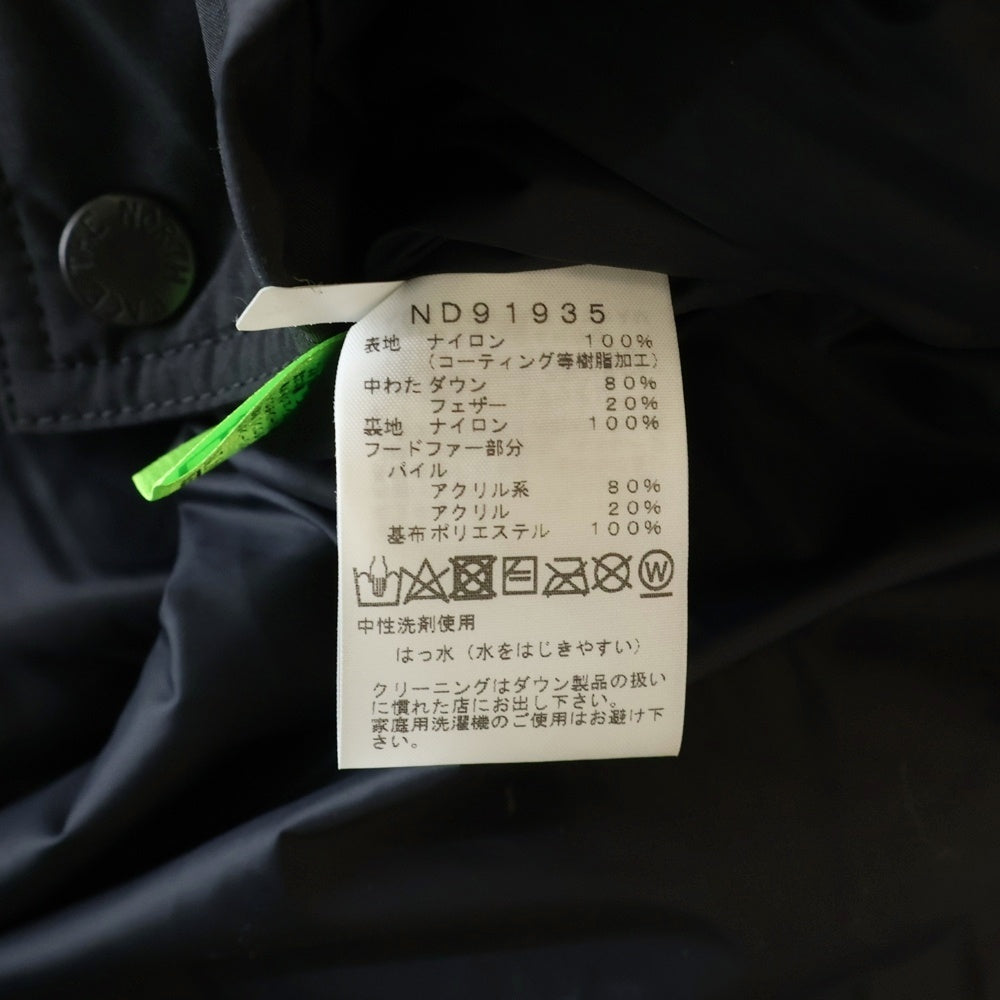 THE NORTH FACE
ND91935
表地 ナイロン 100%
(コーティング等樹脂加工)
中わた ダウン 80%
フェザー 20%
裏地 ナイロン 100%
フードファー部分
パイル
アクリル系 80%
アクリル 20%
基布ポリエステル 100%
W
中性洗剤使用
はっ水（水をはじきやすい）
クリーニングはダウン製品の扱い
に慣れた店にお出し下さい。
家庭用洗濯機のご使用はお避け下
さい。